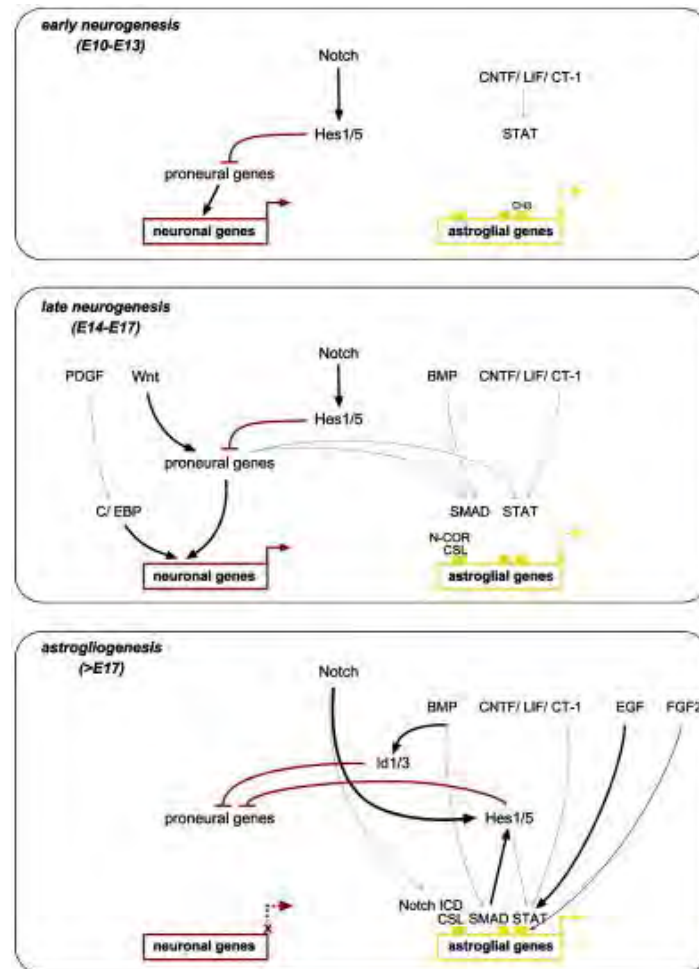 early neurogenesis
(E10-E13)
Notch
CNTF/ LIF/ CT-1
Hes1/5
STAT
proneural genes
CH3
neuronal genes
astroglial genes
late neurogenesis
(E14-E17)
Notch
PDGF
Wnt
BMP
CNTF/ LIF/ CT-1
Hes1/5
proneural genes
C/ EBP
SMAD
STAT
N-COR
CSL
neuronal genes
astroglial genes
astrogliogenesis
(>E17)
Notch
BMP
CNTF/ LIF/ CT-1
EGF
FGF2
Id1/3
proneural genes
Hes1/5
Notch ICD
CSL SMAD STAT
neuronal genes
astroglial genes